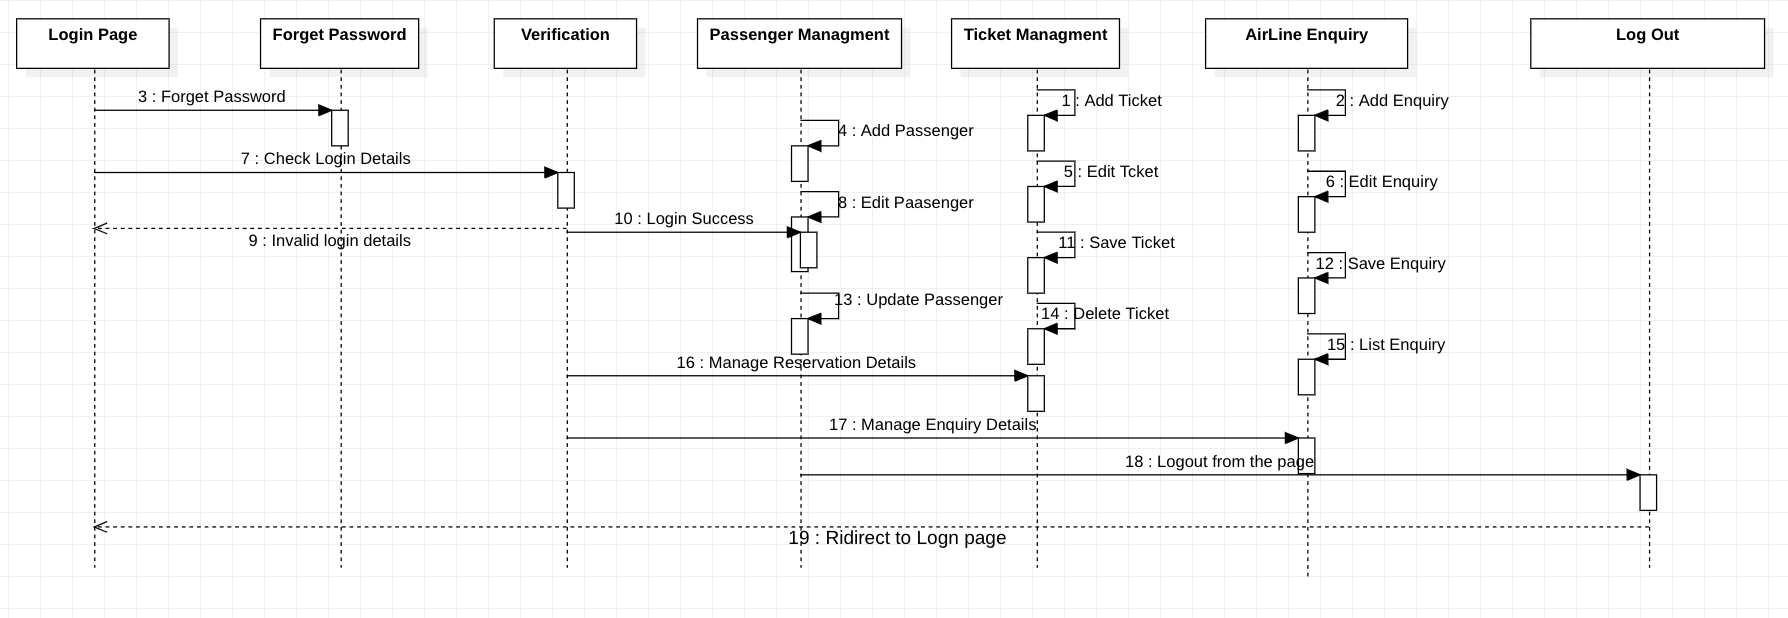 Login Page
Forget Password
Verification
Passenger Managment
Ticket Managment
AirLine Enquiry
Log Out
3 : Forget Password
1 : Add Ticket
2 : Add Enquiry
4 : Add Passenger
7 : Check Login Details
5 : Edit Tcket
6 : Edit Enquiry
8 : Edit Paasenger
10 : Login Success
9 : Invalid login details
11 : Save Ticket
12 : Save Enquiry
13 : Update Passenger
14 : Delete Ticket
15 : List Enquiry
16 : Manage Reservation Details
17 : Manage Enquiry Details
18 : Logout from the page
19 : Ridirect to Logn page